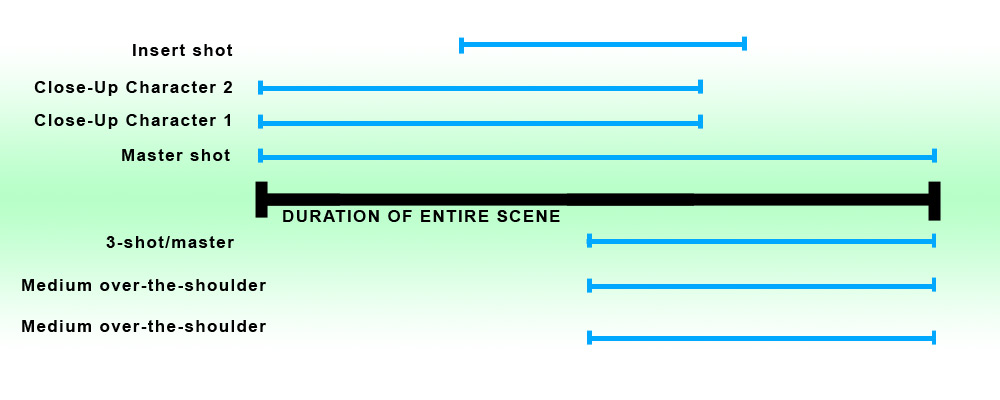 Insert shot
Close-Up Character 2
Close-Up Character 1
Master shot
DURATION OF ENTIRE SCENE
3-shot/master
Medium over-the-shoulder
Medium over-the-shoulder